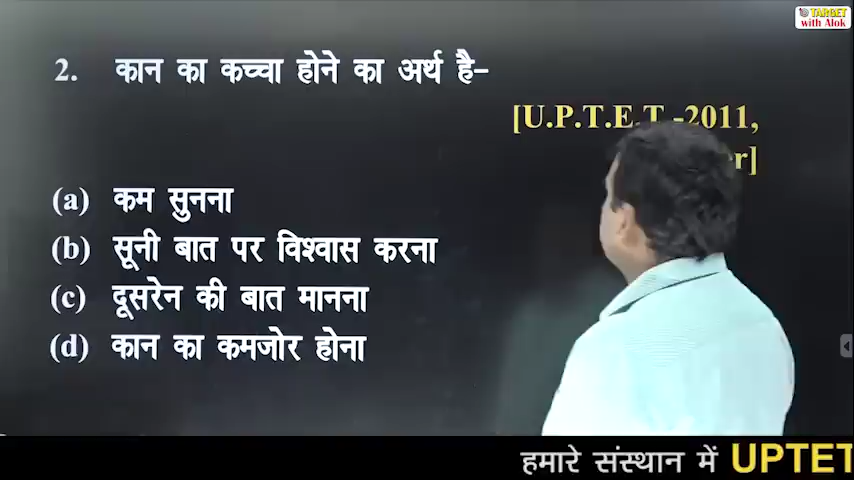 TARGET
with Alok
2. कान का कच्चा होने का अर्थ है-
[U.P.T.E.T.-2011,
(a) कम सुनना
(b) सूनी बात पर विश्वास करना
(c) दूसरेन की बात मानना
(d) कान का कमजोर होना
हमारे संस्थान में UPTET